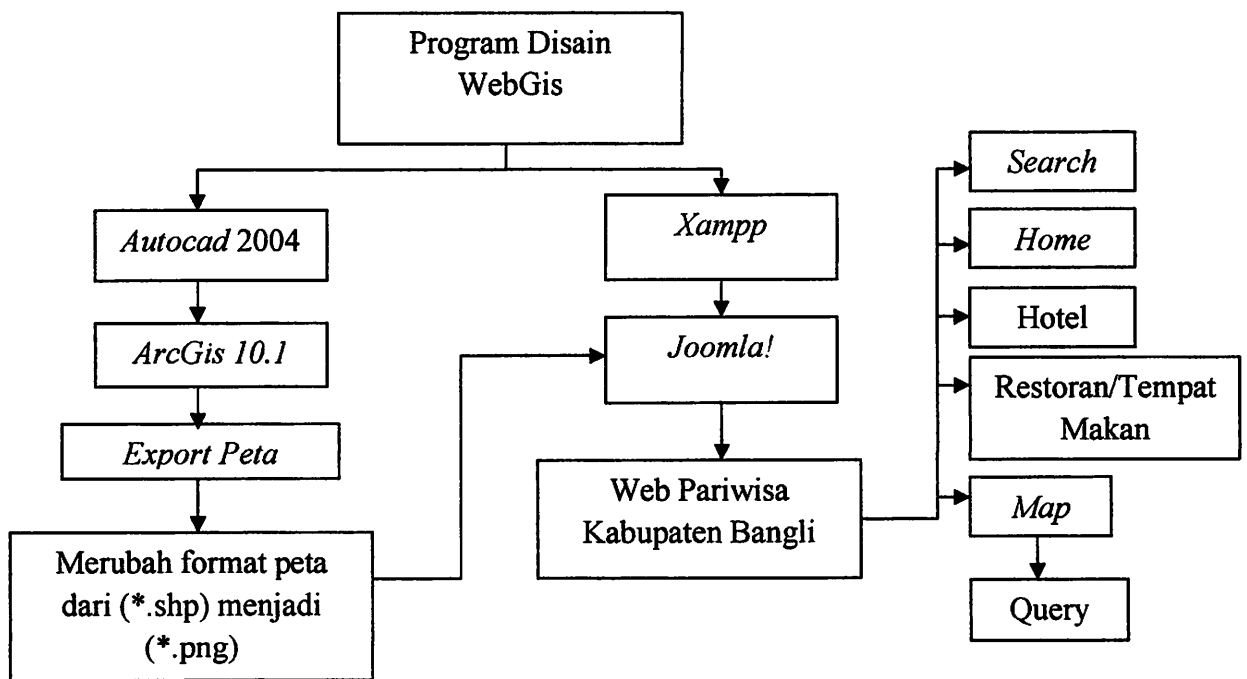 Program Disain
WebGis
Autocad 2004
ArcGis 10.1
Export Peta
Merubah format peta
dari (*.shp) menjadi
(*.png)
Xampp
Joomla!
Web Pariwisa
Kabupaten Bangli
Search
Home
Hotel
Restoran/Tempat
Makan
Map
Query